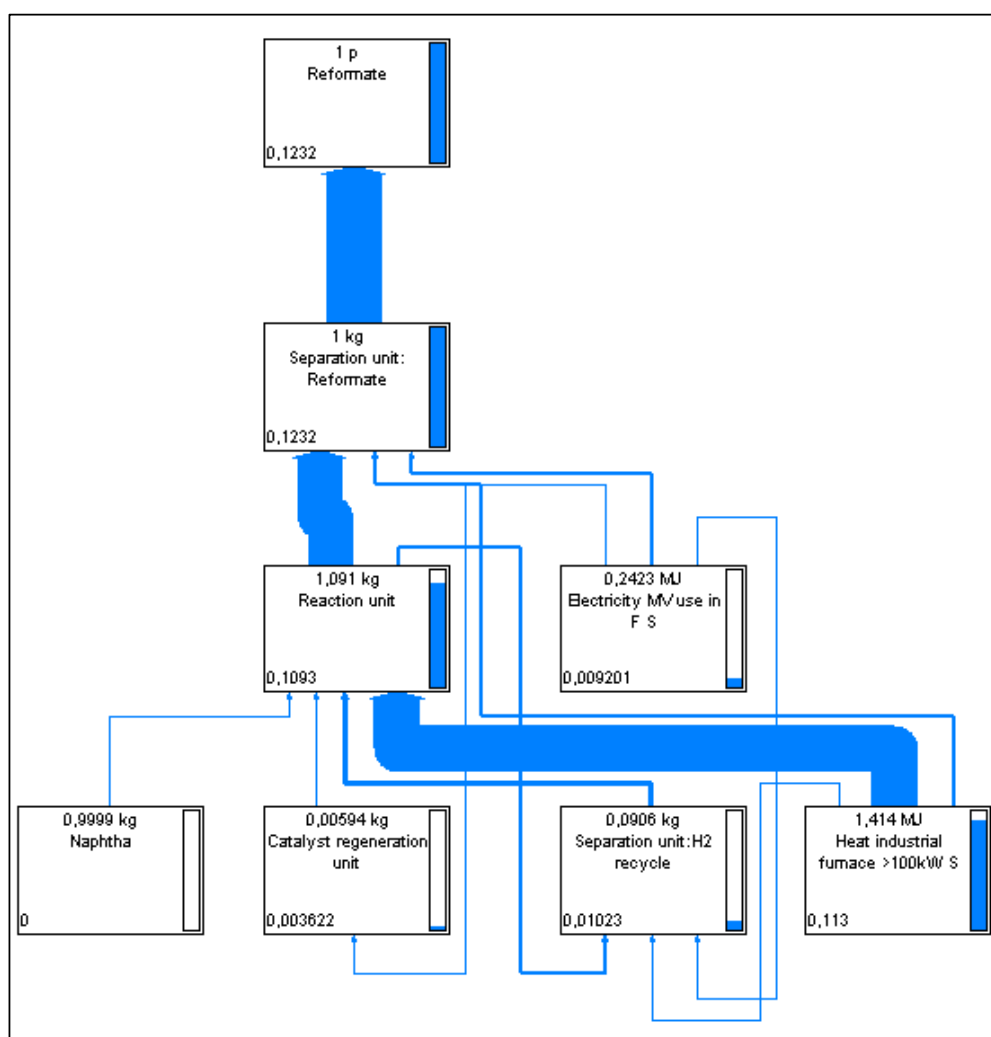 1 p
Reformate
0,1232
1 kg
Separation unit:
Reformate
0,1232
1,091 kg
Reaction unit
0,1093
0,2423 MJ
Electricity MV use in
F S
0,009201
0,9999 kg
Naphtha
0
0,00594 kg
Catalyst regeneration
unit
0,003622
0,0906 kg
Separation unit:H2
recycle
0,01023
1,414 MJ
Heat industrial
furnace >100kW S
0,113